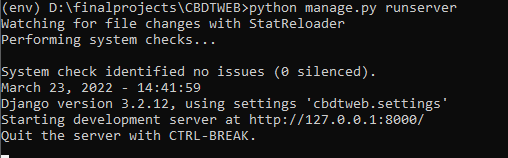 (env) D:\finalprojects\CBDTWEB>python manage.py runserver
Watching for file changes with StatReloader
Performing system checks...
System check identified no issues (0 silenced).
March 23, 2022 - 14:41:59
Django version 3.2.12, using settings 'cbdtweb.settings'
Starting development server at http://127.0.0.1:8000/
Quit the server with CTRL-BREAK.